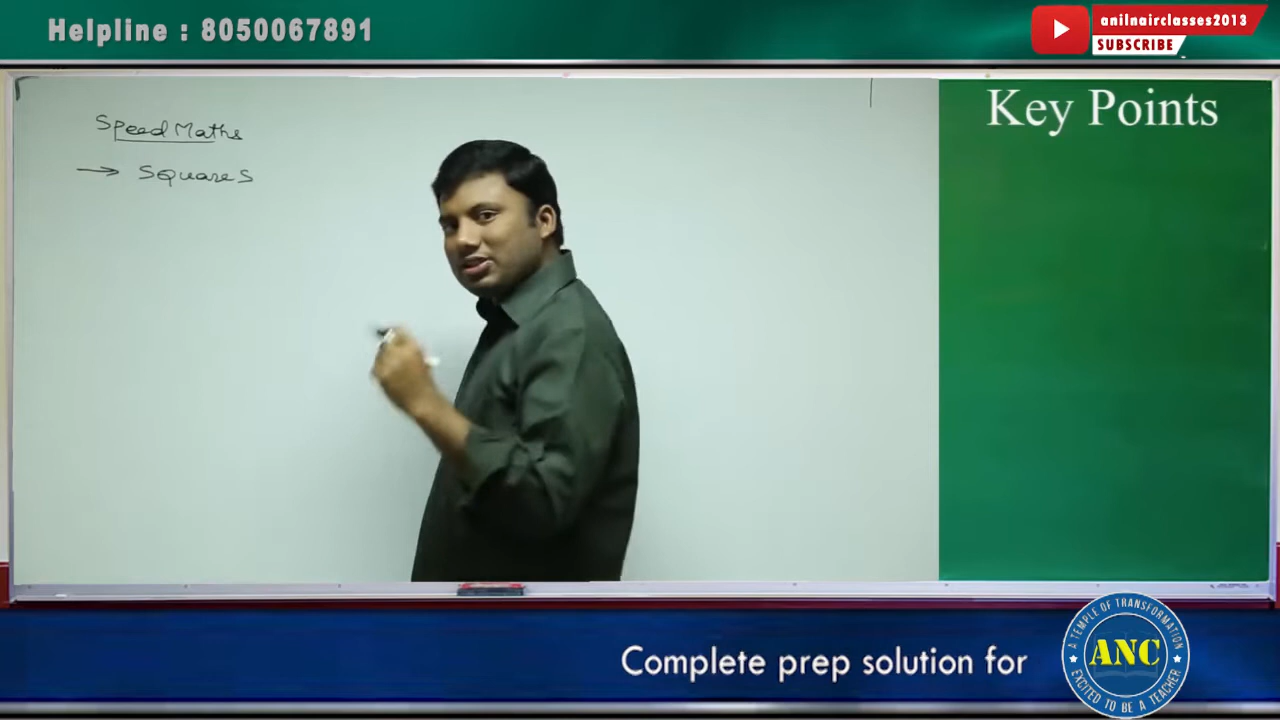 Helpline : 8050067891
anilnairclasses2013
SUBSCRIBE
Speed Maths
→ Squares
Key Points
Complete prep solution for
A TEMPLE OF TRANSFORMATION
ANC
EXCITED TO BE A TEACHER